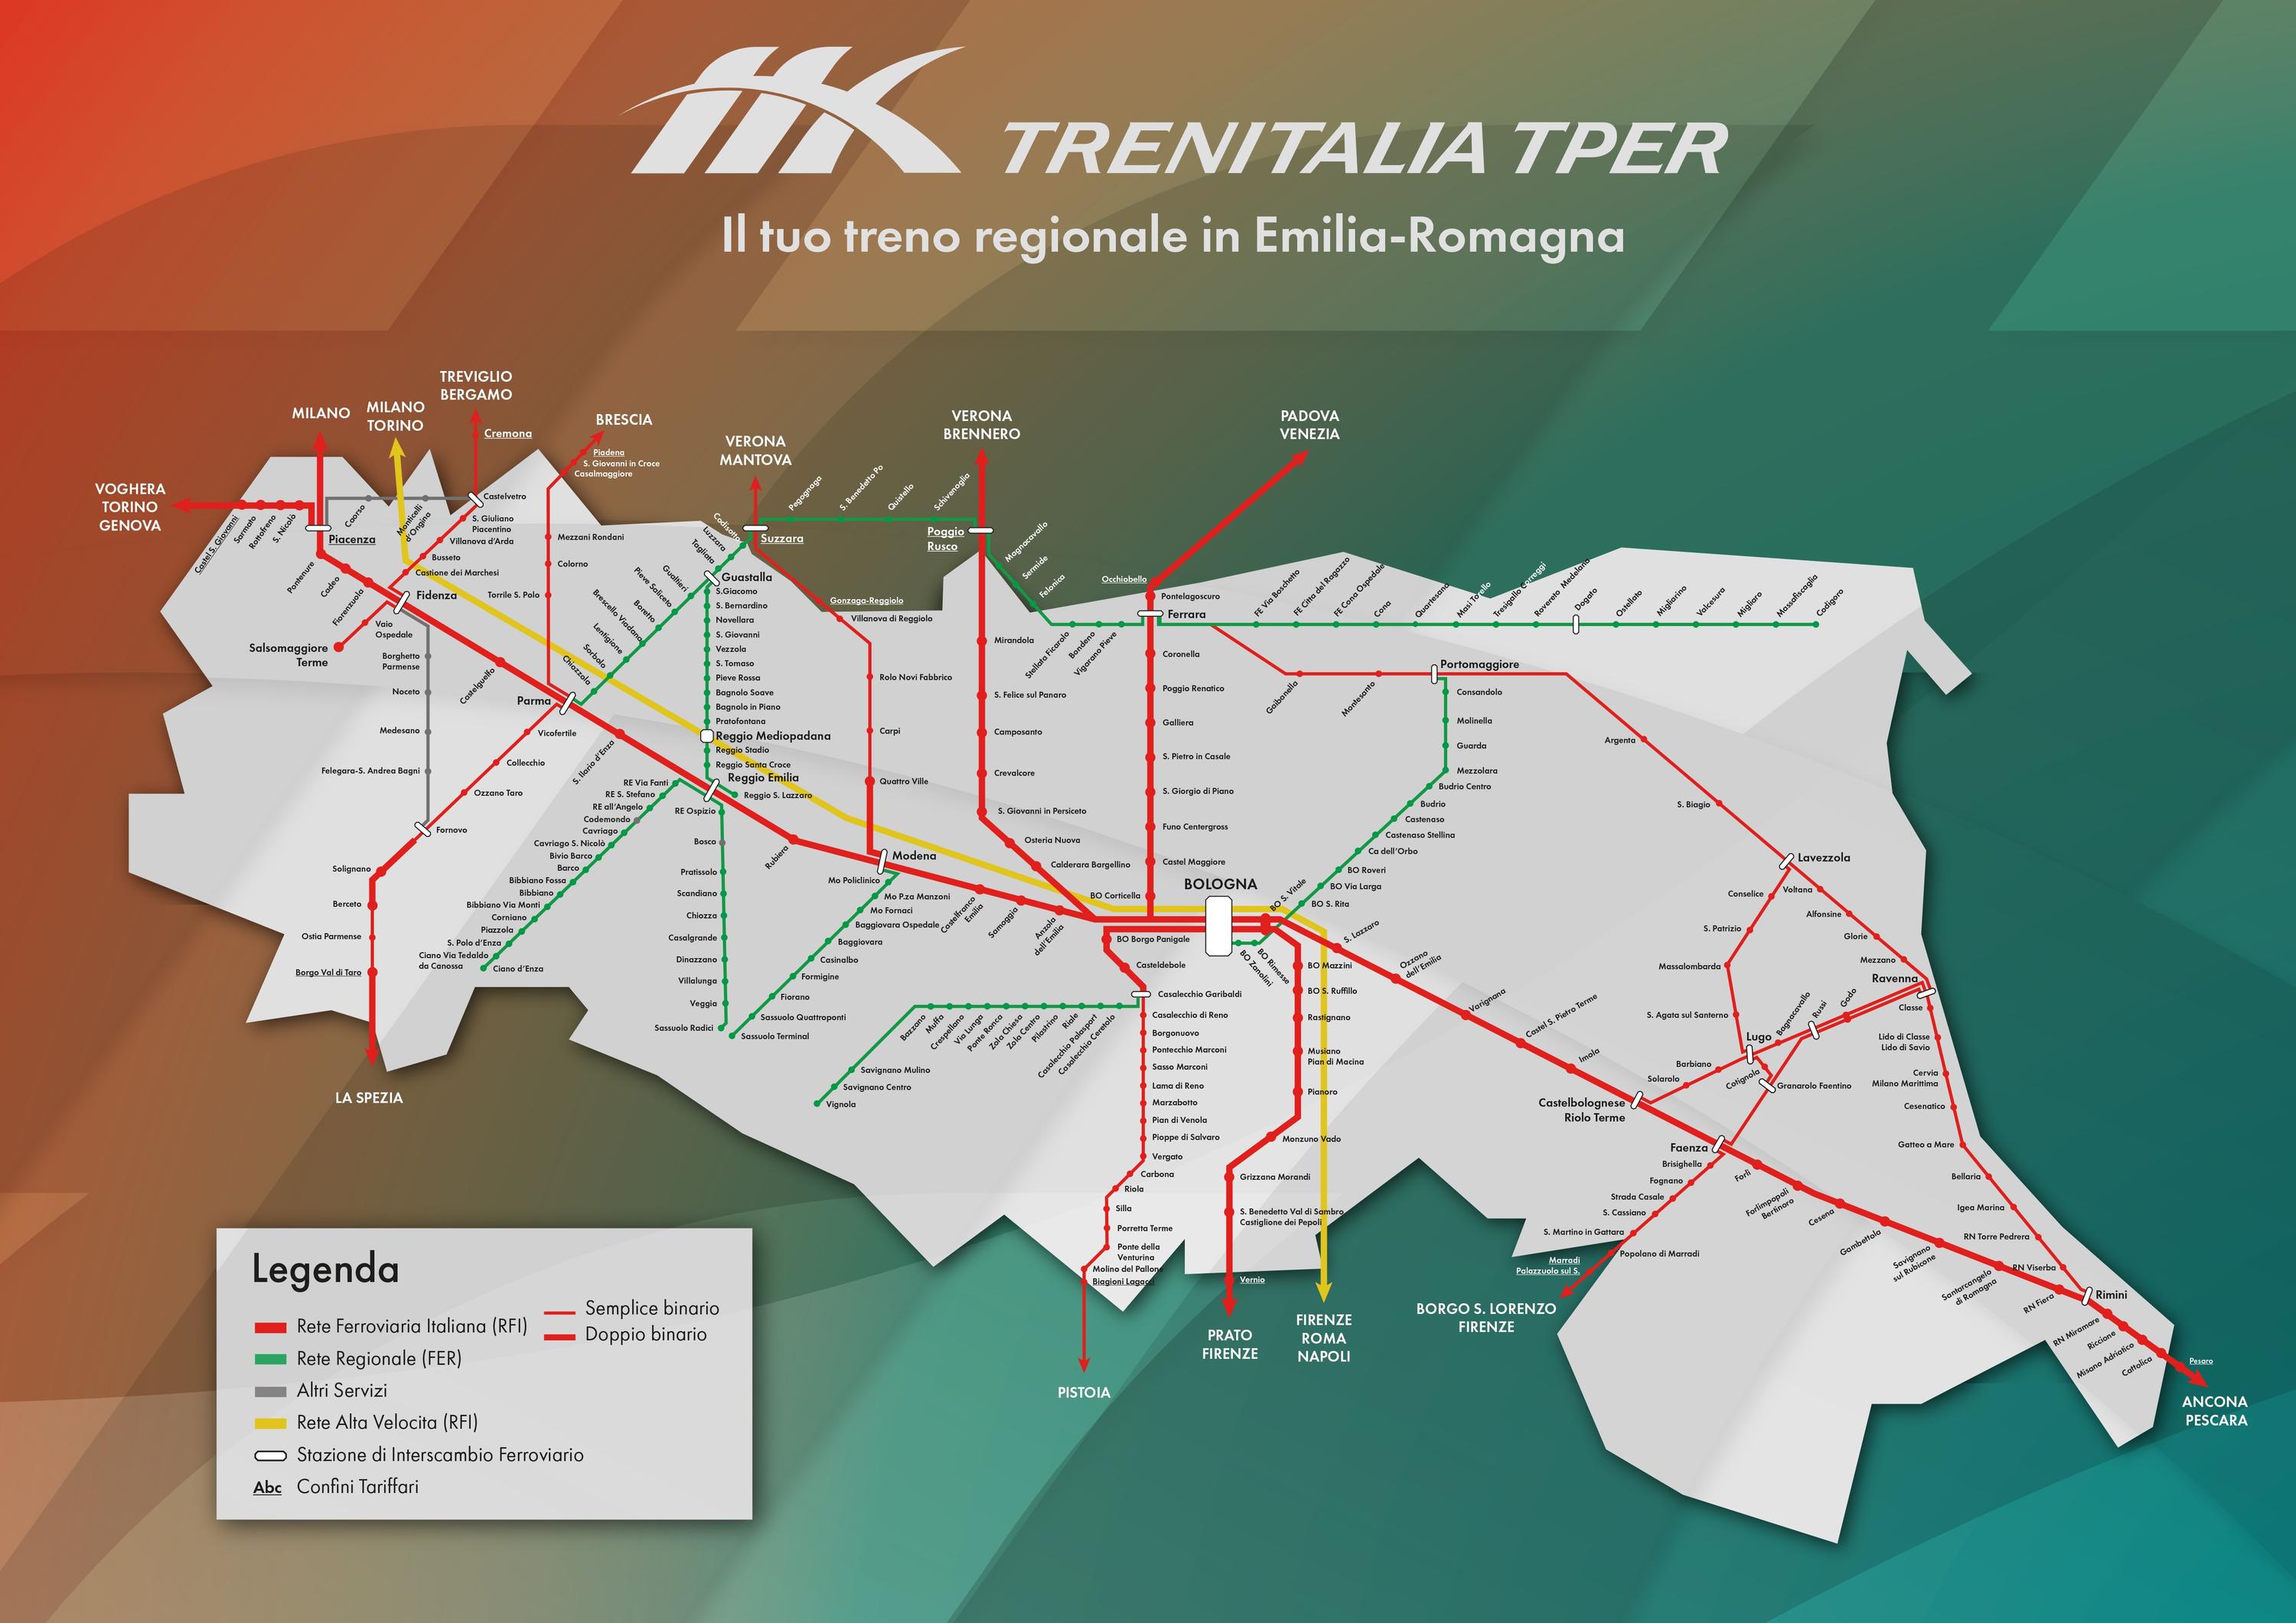 TRENITALIA TPER
Il tuo treno regionale in Emilia-Romagna
TREVIGLIO
BERGAMO
MILANO
MILANO
TORINO
BRESCIA
VERONA
MANTOVA
VERONA
BRENNERO
PADOVA
VENEZIA
VOGHERA
TORINO
GENOVA
Cremona
Piadena
S. Giovanni in Croce
Casalmaggiore
Castelvetro
Castel S. Giovanni
Sarmato
Rottofreno
S. Nicolò
Piacenza
Caorso
Monticelli
d'Ongina
S. Giuliano
Piacentino
Villanova d'Arda
Busseto
Castione dei Marchesi
Pontenure
Cadeo
Fiorenzuola
Fidenza
Vaio
Ospedale
Salsomaggiore
Terme
Borghetto
Parmense
Noceto
Medesano
Felegara-S. Andrea Bagni
Fornovo
Castelguelfo
Parma
Mezzani Rondani
Colorno
Torrile S. Polo
Vicofertile
Collecchio
Ozzano Taro
Solignano
Berceto
Ostia Parmense
Borgo Val di Taro
LA SPEZIA
Suzzara
Codisotto
Luzzara
Tagliata
Guastalla
Gualtieri
Pieve Saliceto
Boretto
Brescello Viadana
Lentigione
Sorbolo
Chiozzola
S.Giacomo
S. Bernardino
Novellara
S. Giovanni
Vezzola
S. Tomaso
Pieve Rossa
Bagnolo Soave
Bagnolo in Piano
Pratofontana
Reggio Mediopadana
Reggio Stadio
Reggio Santa Croce
Reggio Emilia
Reggio S. Lazzaro
S. Ilario d'Enza
RE Via Fanti
RE S. Stefano
RE all'Angelo
Codemondo
Cavriago
Cavriago S. Nicolò
Bivio Barco
Barco
Bibbiano Fossa
Bibbiano
Bibbiano Via Monti
Corniano
Piazzola
S. Polo d'Enza
Ciano Via Tedaldo
da Canossa
Ciano d'Enza
RE Ospizio
Bosco
Pratissolo
Scandiano
Chiozza
Casalgrande
Dinazzano
Villalunga
Veggia
Sassuolo Radici
Rubiera
Modena
Mo Policlinico
Mo P.za Manzoni
Mo Fornaci
Baggiovara Ospedale
Baggiovara
Casinalbo
Formigine
Fiorano
Sassuolo Quattroponti
Sassuolo Terminal
Gonzaga-Reggiolo
Villanova di Reggiolo
Rolo Novi Fabbrico
Carpi
Quattro Ville
Pegognaga
S. Benedetto Po
Quistello
Schivenoglia
Poggio
Rusco
Magnacavallo
Sermide
Felonica
Stellata Ficarolo
Bondeno
Vigarano Pieve
Mirandola
S. Felice sul Panaro
Camposanto
Crevalcore
S. Giovanni in Persiceto
Osteria Nuova
Calderara Bargellino
Castelfranco
Emilia
Samoggia
Anzola
dell'Emilia
Occhiobello
Pontelagoscuro
Ferrara
Coronella
Poggio Renatico
Galliera
S. Pietro in Casale
S. Giorgio di Piano
Funo Centergross
Castel Maggiore
BO Corticella
BOLOGNA
FE Via Boschetto
FE Città del Ragazzo
FE Cona Ospedale
Cona
Quartesana
Masi Torello
Tresigallo Correggi
Rovereto Medelana
Dogato
Ostellato
Migliarino
Valcesura
Migliaro
Massafiscaglia
Codigoro
Gaibanella
Montesanto
Portomaggiore
Consandolo
Molinella
Guarda
Mezzolara
Budrio Centro
Budrio
Castenaso
Castenaso Stellina
Ca dell'Orbo
BO Roveri
BO Via Larga
BO S. Rita
BO S. Vitale
BO Rimesse
BO Zanolini
Argenta
S. Biagio
Lavezzola
Voltana
Alfonsine
Glorie
Mezzano
Ravenna
Conselice
S. Patrizio
Massalombarda
S. Agata sul Santerno
Lugo
Bagnacavallo
Russi
Godo
Barbiano
Solarolo
Cotignola
Granarolo Faentino
Classe
Lido di Classe
Lido di Savio
Cervia
Milano Marittima
Cesenatico
Gatteo a Mare
Bellaria
Igea Marina
RN Torre Pedrera
RN Viserba
Rimini
BO Borgo Panigale
Casteldebole
Casalecchio Garibaldi
Casalecchio di Reno
Borgonuovo
Pontecchio Marconi
Sasso Marconi
Lama di Reno
Marzabotto
Pian di Venola
Pioppe di Salvaro
Vergato
Carbona
Riola
Silla
Porretta Terme
Ponte della
Venturina
Molino del Pallone
Biagioni Lagacci
PISTOIA
Bazzano
Muffa
Crespellano
Via Lunga
Ponte Ronca
Zola Chiesa
Zola Centro
Pilastrino
Riale
Casalecchio Palasport
Casalecchio Ceretolo
Savignano Mulino
Savignano Centro
Vignola
BO Mazzini
BO S. Ruffillo
Rastignano
Musiano
Pian di Macina
Pianoro
Monzuno Vado
Grizzana Morandi
S. Benedetto Val di Sambro
Castiglione dei Pepoli
Vernio
PRATO
FIRENZE
FIRENZE
ROMA
NAPOLI
S. Lazzaro
Ozzano
dell'Emilia
Varignana
Castel S. Pietro Terme
Imola
Castelbolognese
Riolo Terme
Faenza
Brisighella
Fognano
Strada Casale
S. Cassiano
S. Martino in Gattara
Popolano di Marradi
Marradi
Palazzuolo sul S.
BORGO S. LORENZO
FIRENZE
Forlì
Forlimpopoli
Bertinoro
Cesena
Gambettola
Savignano
sul Rubicone
Santarcangelo
di Romagna
RN Fiera
RN Miramare
Riccione
Misano Adriatico
Cattolica
Pesaro
ANCONA
PESCARA
Legenda
Rete Ferroviaria Italiana (RFI)
Rete Regionale (FER)
Altri Servizi
Rete Alta Velocita (RFI)
Stazione di Interscambio Ferroviario
Abc Confini Tariffari
Semplice binario
Doppio binario